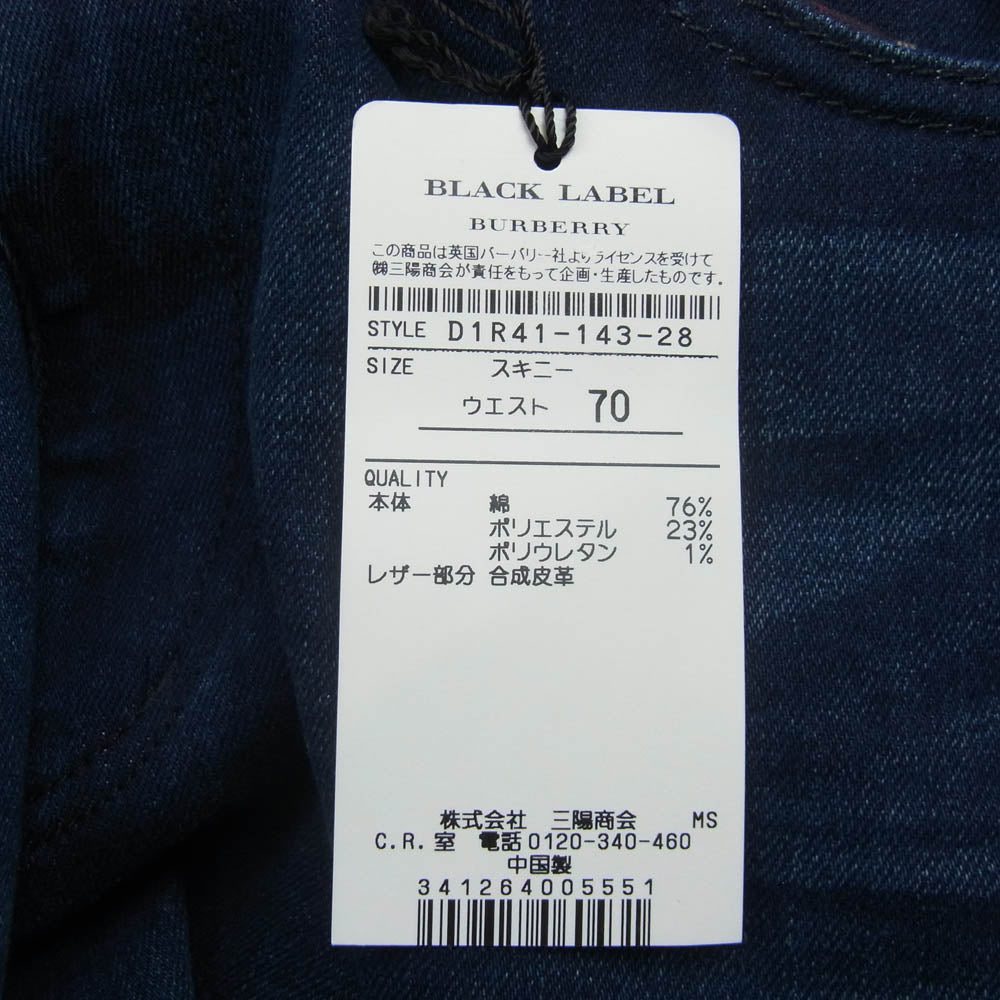 BLACK LABEL
BURBERRY
この商品は英国バーバリー社よりライセンスを受けて
㈱三陽商会が責任をもって企画・生産したものです。
STYLE D1R41-143-28
SIZE スキニー
ウエスト 70
QUALITY
本体 綿 76%
ポリエステル 23%
ポリウレタン 1%
レザー部分 合成皮革
株式会社 三陽商会 MS
C.R.室 電話0120-340-460
中国製
341264005551